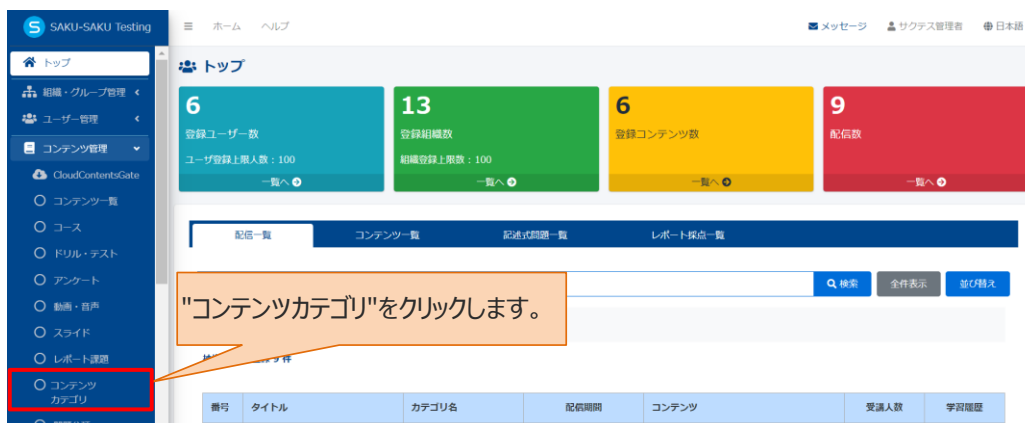 SAKU-SAKU Testing
ホーム ヘルプ
メッセージ サクテス管理者 日本語
トップ
組織・グループ管理
ユーザー管理
コンテンツ管理
CloudContentsGate
コンテンツ一覧
コース
ドリル・テスト
アンケート
動画・音声
スライド
レポート課題
コンテンツ
カテゴリ
トップ
6
登録ユーザー数
ユーザ登録上限人数：100
一覧へ
13
登録組織数
組織登録上限数：100
一覧へ
6
登録コンテンツ数
一覧へ
9
配信数
一覧へ
配信一覧 コンテンツ一覧 記述式問題一覧 レポート採点一覧
検索 全件表示 並び替え
"コンテンツカテゴリ"をクリックします。
番号 タイトル カテゴリ名 配信期間 コンテンツ 受講人数 学習履歴